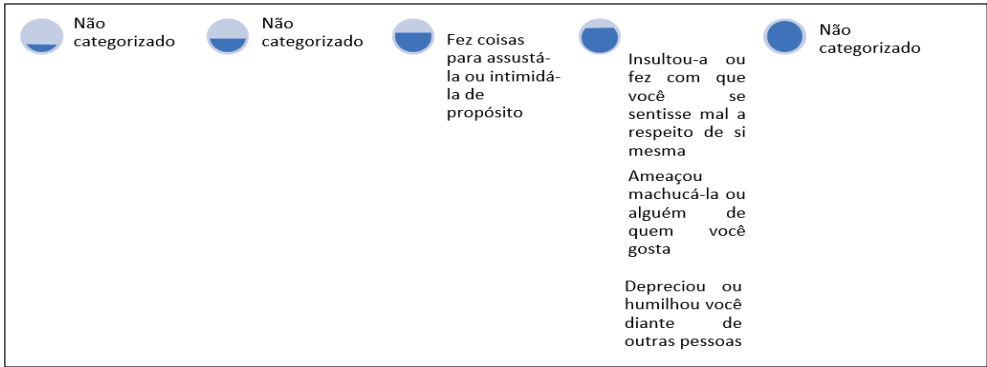 Não
categorizado
Não
categorizado
Fez coisas
para assustá-
la ou intimidá-
la de
propósito
Insultou-a ou
fez com que
você se
sentisse mal a
respeito de si
mesma
Ameaçou
machucá-la ou
alguém de
quem você
gosta
Depreciou ou
humilhou você
diante de
outras pessoas
Não
categorizado